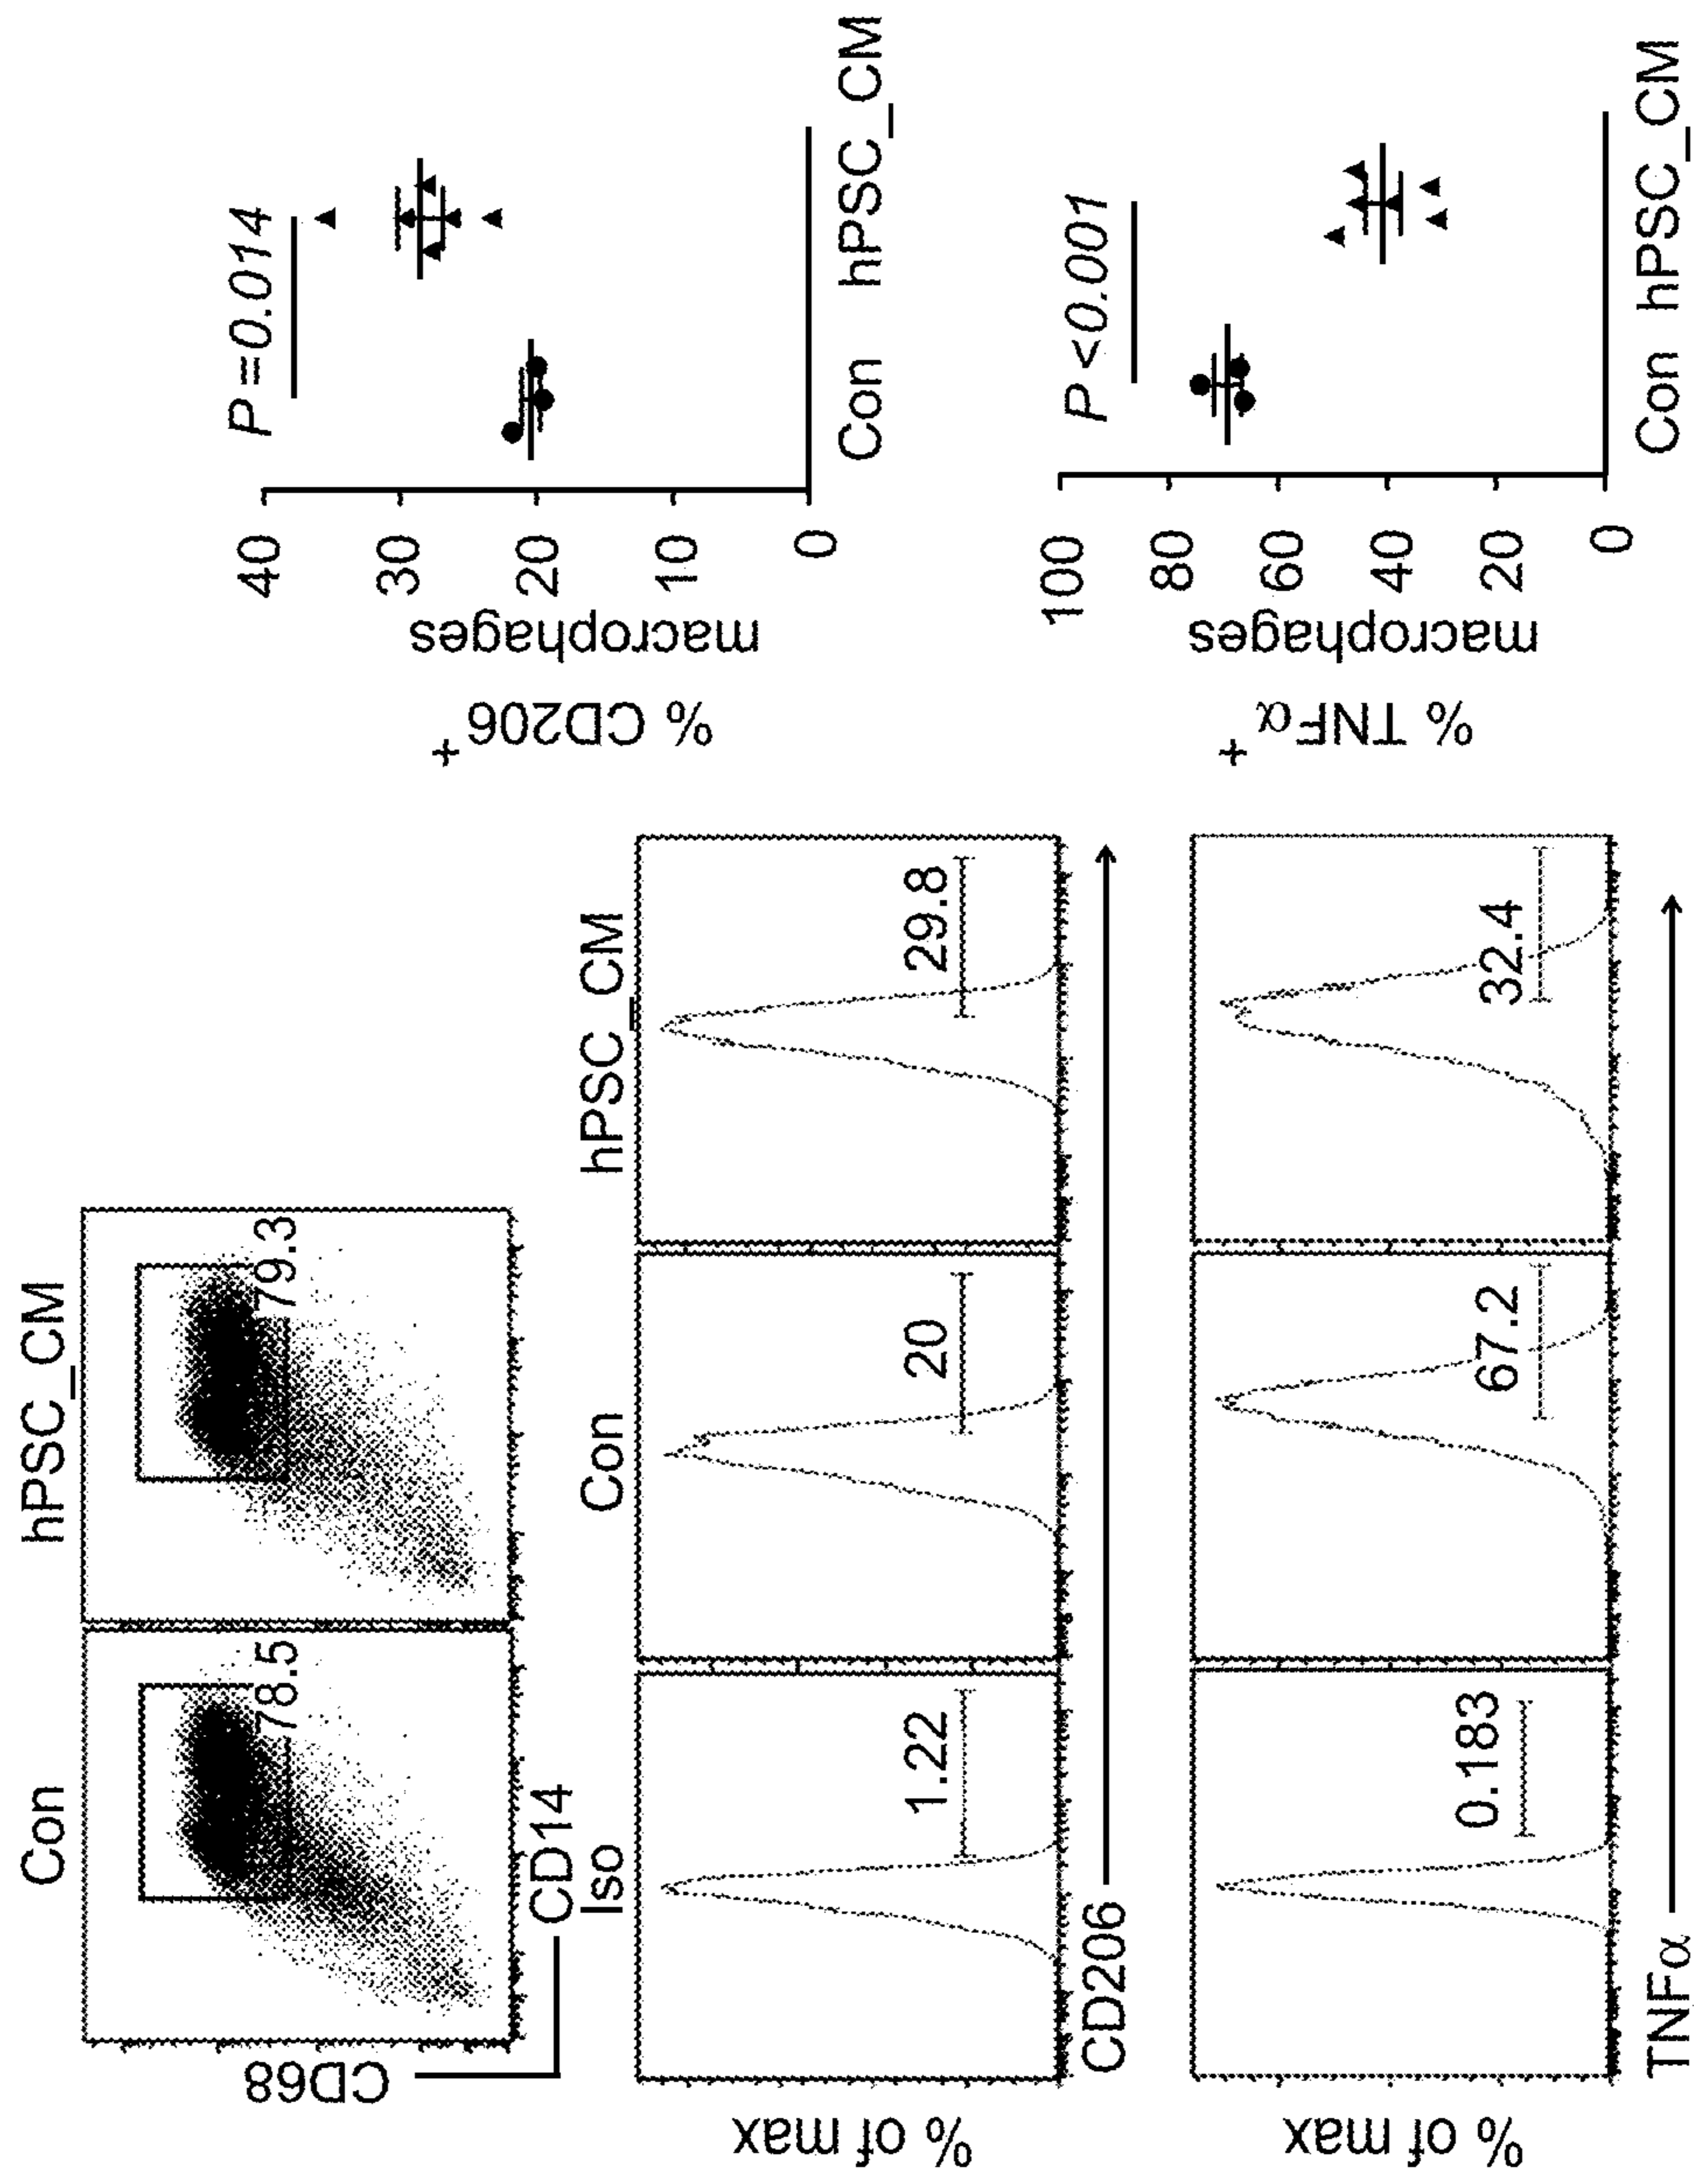 Con hPSC_CM
78.5 79.3
CD68
CD14
Iso Con hPSC_CM
1.22 20 29.8
% of max
CD206
0.183 67.2 32.4
% of max
TNFα
P=0.014
40
30
20
10
0
% CD206+
macrophages
Con hPSC_CM
P<0.001
100
80
60
40
20
0
% TNFα+
macrophages
Con hPSC_CM